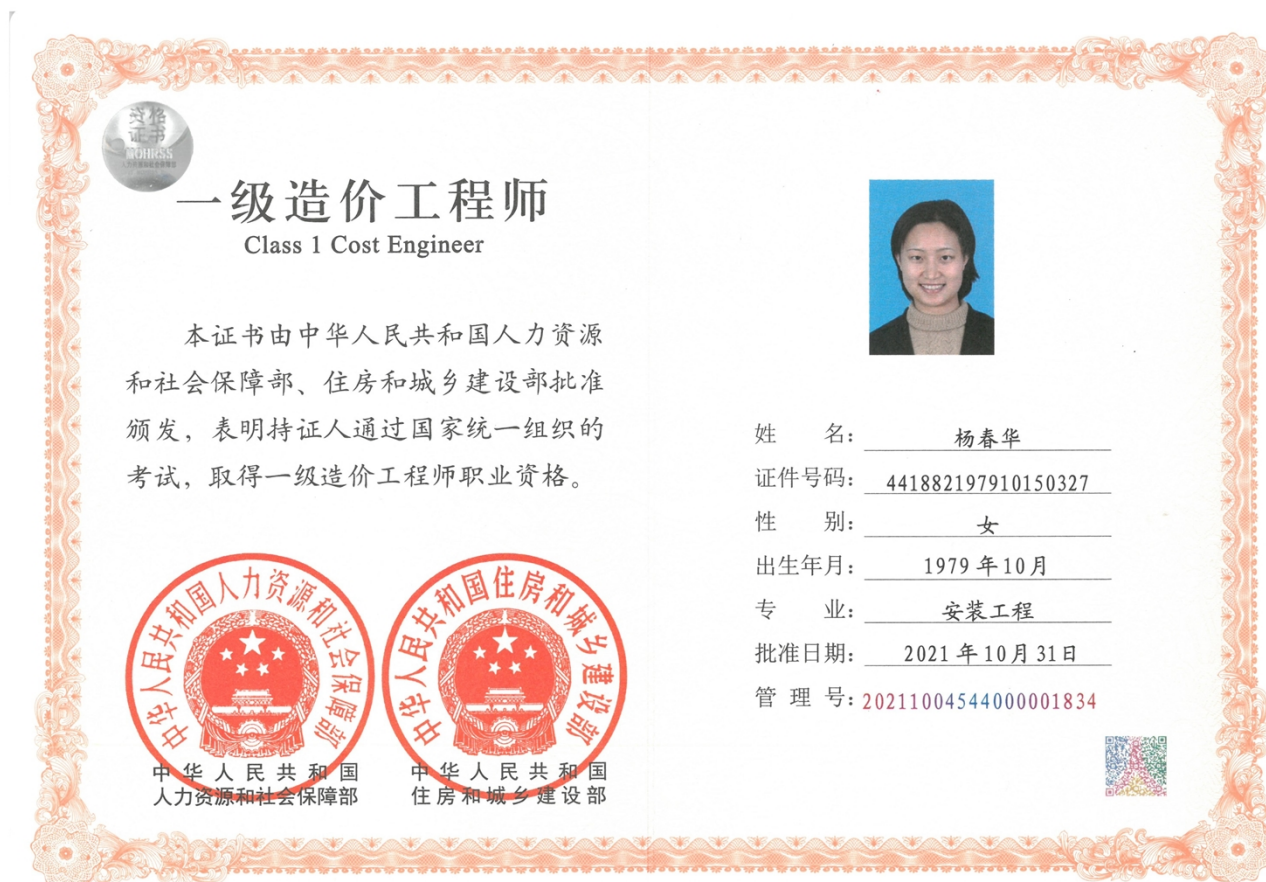 资格
证书
MOHRSS
一级造价工程师
Class 1 Cost Engineer
本证书由中华人民共和国人力资源
和社会保障部、住房和城乡建设部批准
颁发，表明持证人通过国家统一组织的
考试，取得一级造价工程师职业资格。
中华人民共和国人力资源和社会保障部
中华人民共和国住房和城乡建设部
中华人民共和国
人力资源和社会保障部
中华人民共和国
住房和城乡建设部
姓名：杨春华
证件号码：441882197910150327
性别：女
出生年月：1979年10月
专业：安装工程
批准日期：2021年10月31日
管理号：20211004544000001834